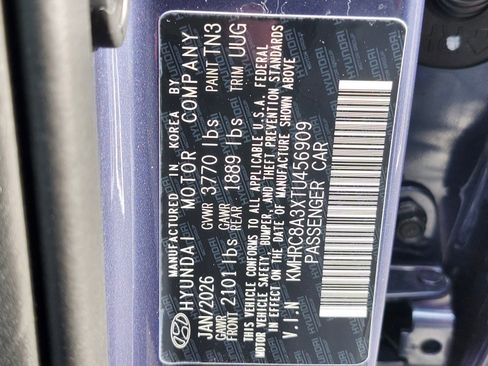 MANUFACTURED IN KOREA BY
HYUNDAI MOTOR COMPANY
JAN/2026 GVWR 3770 lbs PAINT TN3
GAWR FRONT 2101 lbs GAWR REAR 1889 lbs TRIM UUG
THIS VEHICLE CONFORMS TO ALL APPLICABLE U.S.A. FEDERAL
MOTOR VEHICLE SAFETY, BUMPER, AND THEFT PREVENTION STANDARDS
IN EFFECT ON THE DATE OF MANUFACTURE SHOWN ABOVE
V.I.N KMHRC8A3XTU456909
PASSENGER CAR